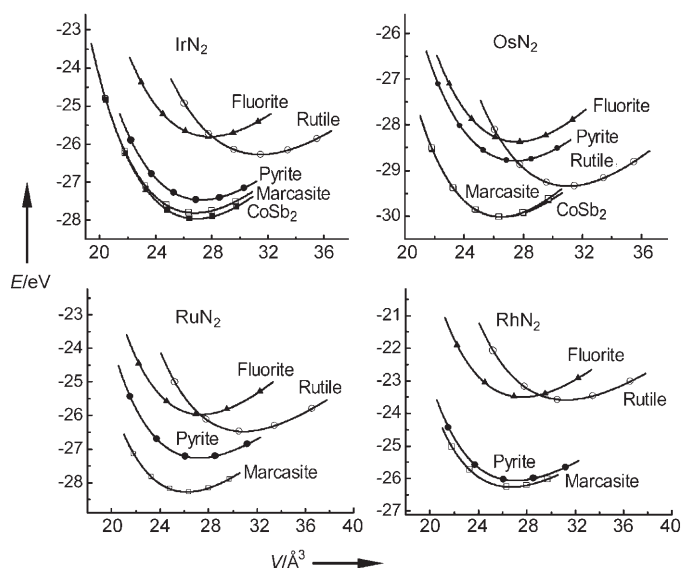 IrN2
-23
-24
-25
-26
-27
-28
Fluorite
Rutile
Pyrite
Marcasite
CoSb2
20 24 28 32 36
OsN2
-26
-27
-28
-29
-30
Fluorite
Pyrite
Rutile
Marcasite
CoSb2
20 24 28 32 36
E/eV
RuN2
-23
-24
-25
-26
-27
-28
Fluorite
Rutile
Pyrite
Marcasite
20 24 28 32 36 40
RhN2
-21
-22
-23
-24
-25
-26
-27
Fluorite
Rutile
Pyrite
Marcasite
20 24 28 32 36 40
V/Å3